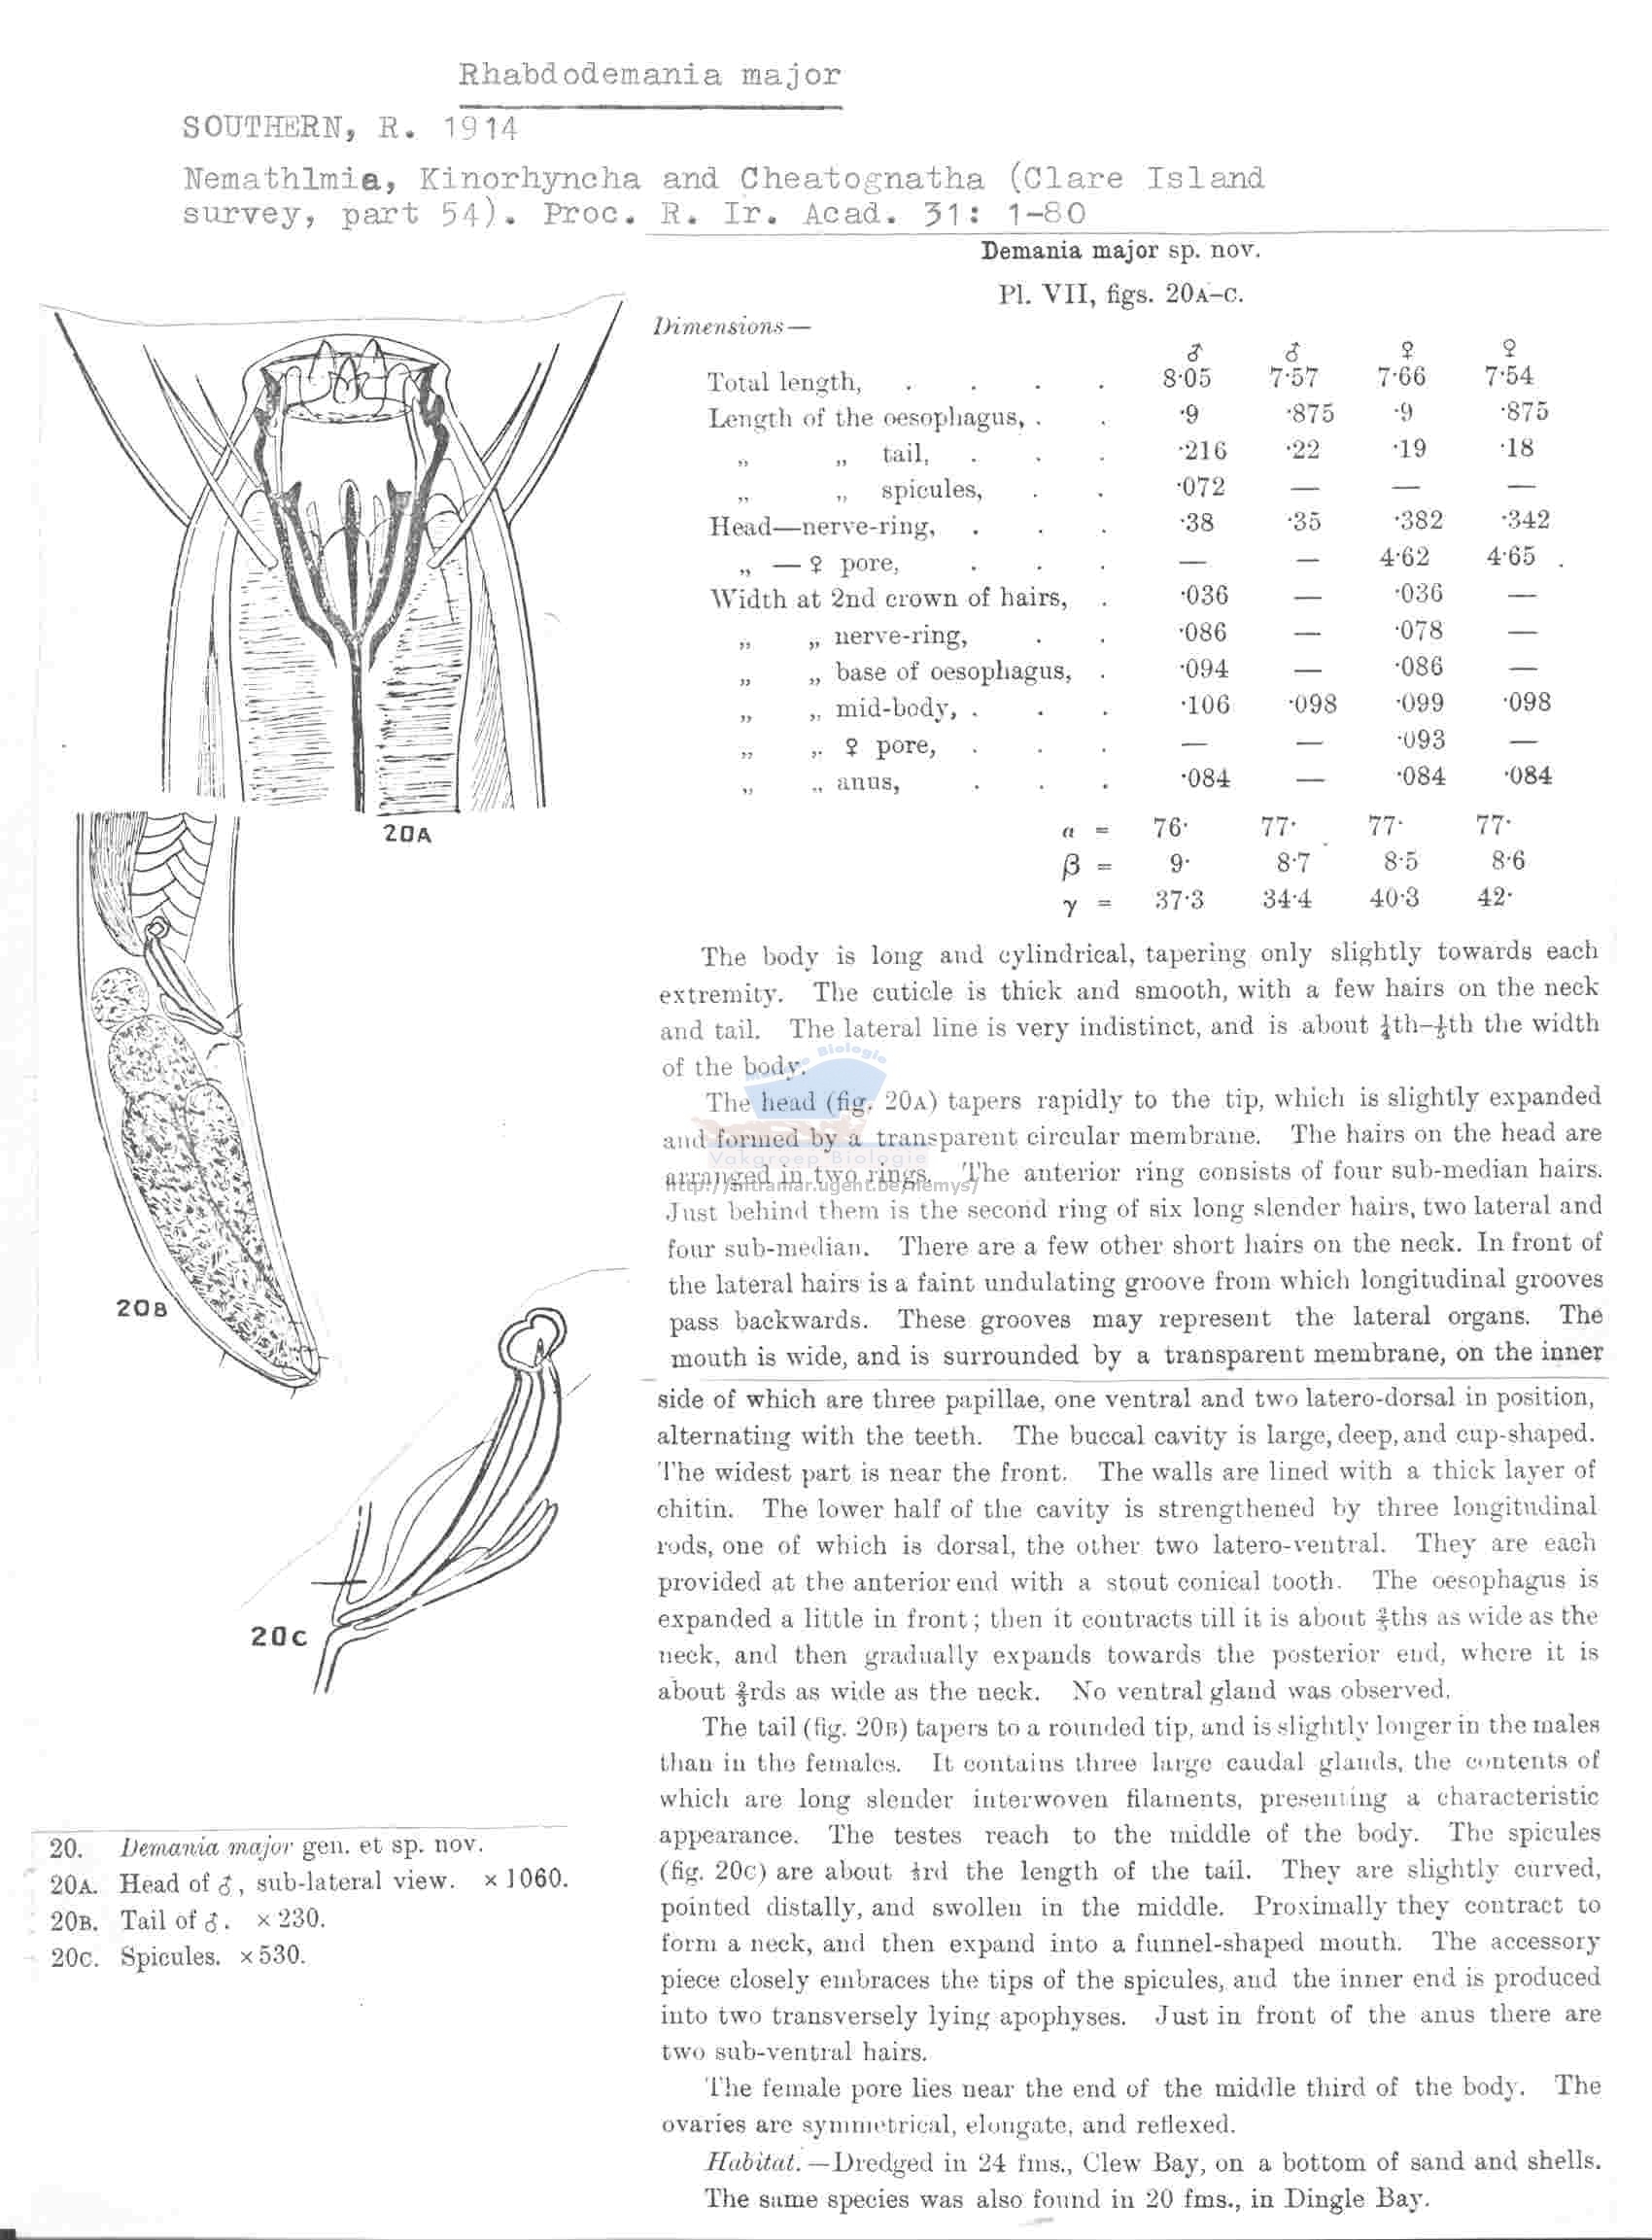 Rhabdodemania major
SOUTHERN, R. 1914
Nemathlmia, Kinorhyncha and Cheatognatha (Clare Island
survey, part 54). Proc. R. Ir. Acad. 31: 1-80
Demania major sp. nov.
Pl. VII, figs. 20A–C.
Dimensions—
♂ ♂ ♀ ♀
Total length, . . . . 8·05 7·57 7·66 7·54
Length of the oesophagus, . . ·9 ·875 ·9 ·875
„ „ tail, . . . ·216 ·22 ·19 ·18
„ „ spicules, . . ·072 — — —
Head—nerve-ring, . . . ·38 ·35 ·382 ·342
„ — ♀ pore, . . . — — 4·62 4·65 .
Width at 2nd crown of hairs, . ·036 — ·036 —
„ „ nerve-ring, . . ·086 — ·078 —
„ „ base of oesophagus, . ·094 — ·086 —
„ „ mid-body, . . . ·106 ·098 ·099 ·098
„ „ ♀ pore, . . . — — ·093 —
„ „ anus, . . . ·084 — ·084 ·084
α = 76· 77· 77· 77·
β = 9· 8·7 8·5 8·6
γ = 37·3 34·4 40·3 42·
20A
20B
20C
The body is long and cylindrical, tapering only slightly towards each
extremity. The cuticle is thick and smooth, with a few hairs on the neck
and tail. The lateral line is very indistinct, and is about the width
of the body.
The head (fig. 20A) tapers rapidly to the tip, which is slightly expanded
and formed by a transparent circular membrane. The hairs on the head are
arranged in two rings. The anterior ring consists of four sub-median hairs.
Just behind them is the second ring of six long slender hairs, two lateral and
four sub-median. There are a few other short hairs on the neck. In front of
the lateral hairs is a faint undulating groove from which longitudinal grooves
pass backwards. These grooves may represent the lateral organs. The
mouth is wide, and is surrounded by a transparent membrane, on the inner
side of which are three papillae, one ventral and two latero-dorsal in position,
alternating with the teeth. The buccal cavity is large, deep, and cup-shaped.
The widest part is near the front. The walls are lined with a thick layer of
chitin. The lower half of the cavity is strengthened by three longitudinal
rods, one of which is dorsal, the other two latero-ventral. They are each
provided at the anterior end with a stout conical tooth. The oesophagus is
expanded a little in front; then it contracts till it is about as wide as the
neck, and then gradually expands towards the posterior end, where it is
about ⅔rds as wide as the neck. No ventral gland was observed.
The tail (fig. 20B) tapers to a rounded tip, and is slightly longer in the males
than in the females. It contains three large caudal glands, the contents of
which are long slender interwoven filaments, presenting a characteristic
appearance. The testes reach to the middle of the body. The spicules
(fig. 20C) are about ⅓rd the length of the tail. They are slightly curved,
pointed distally, and swollen in the middle. Proximally they contract to
form a neck, and then expand into a funnel-shaped mouth. The accessory
piece closely embraces the tips of the spicules, and the inner end is produced
into two transversely lying apophyses. Just in front of the anus there are
two sub-ventral hairs.
The female pore lies near the end of the middle third of the body. The
ovaries are symmetrical, elongate, and reflexed.
Habitat.—Dredged in 24 fms., Clew Bay, on a bottom of sand and shells.
The same species was also found in 20 fms., in Dingle Bay.
20. Demania major gen. et sp. nov.
20A. Head of ♂, sub-lateral view. × 1060.
20B. Tail of ♂. × 230.
20C. Spicules. × 530.
Biologie
Vakgroep Biologie